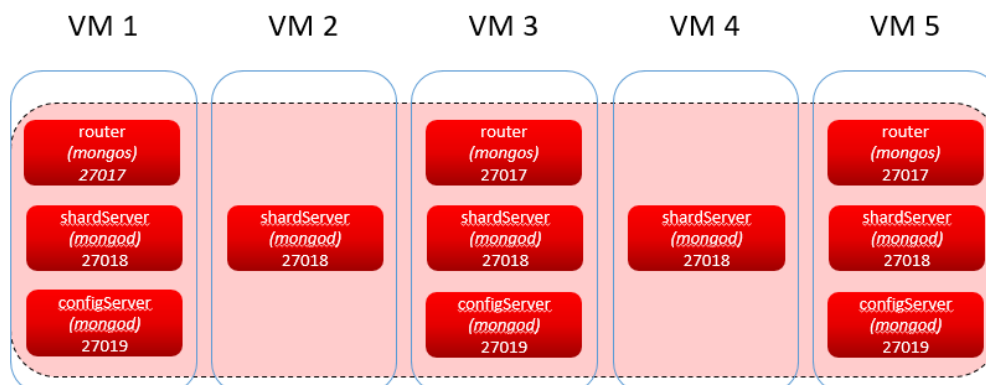 VM 1 VM 2 VM 3 VM 4 VM 5
router router router
(mongos) (mongos) (mongos)
27017 27017 27017
shardServer shardServer shardServer shardServer shardServer
(mongod) (mongod) (mongod) (mongod) (mongod)
27018 27018 27018 27018 27018
configServer configServer configServer
(mongod) (mongod) (mongod)
27019 27019 27019